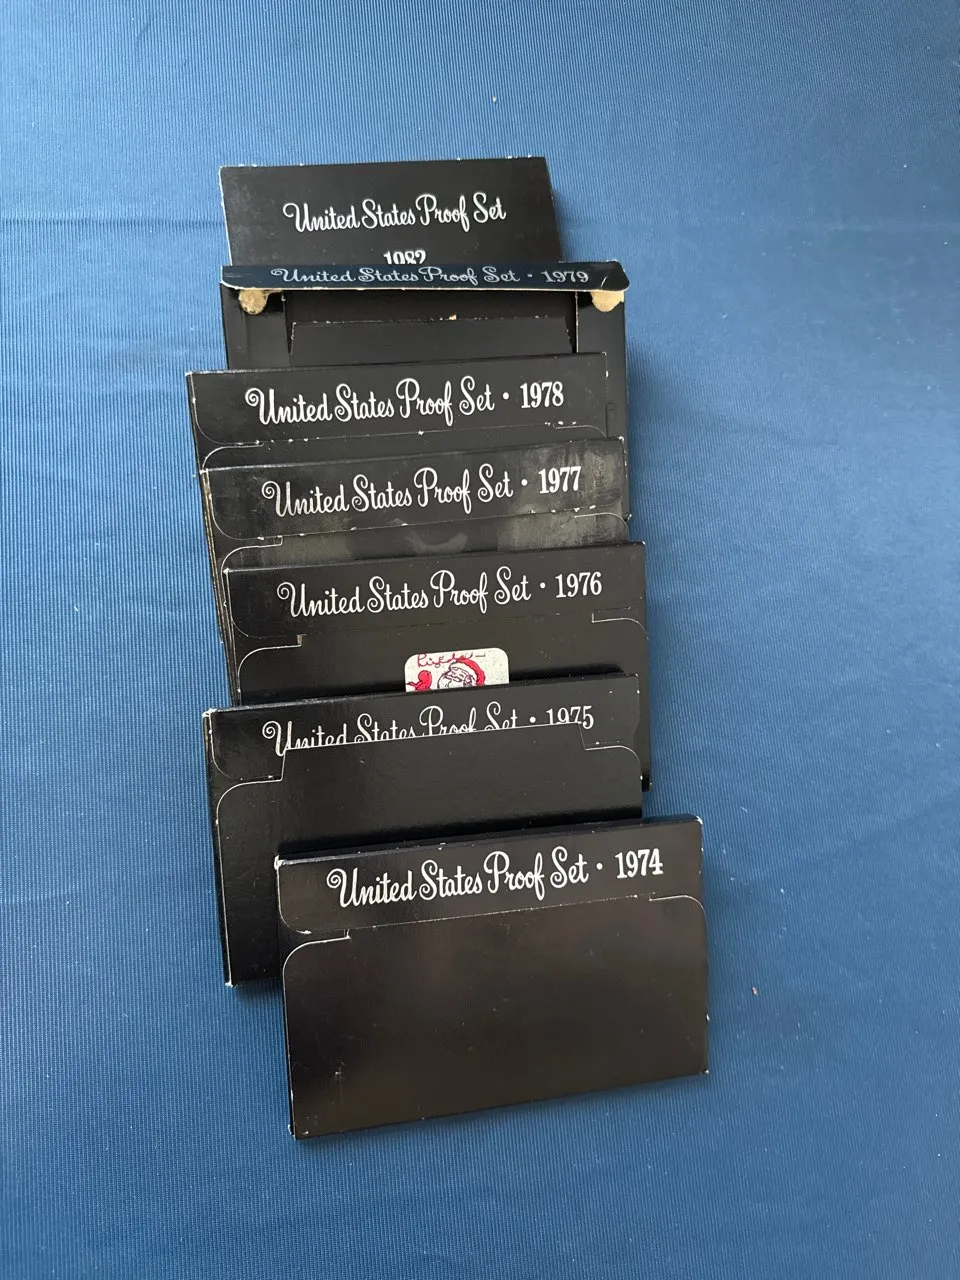 United States Proof Set
1982
United States Proof Set · 1979
United States Proof Set · 1978
United States Proof Set · 1977
United States Proof Set · 1976
United States Proof Set · 1975
United States Proof Set · 1974